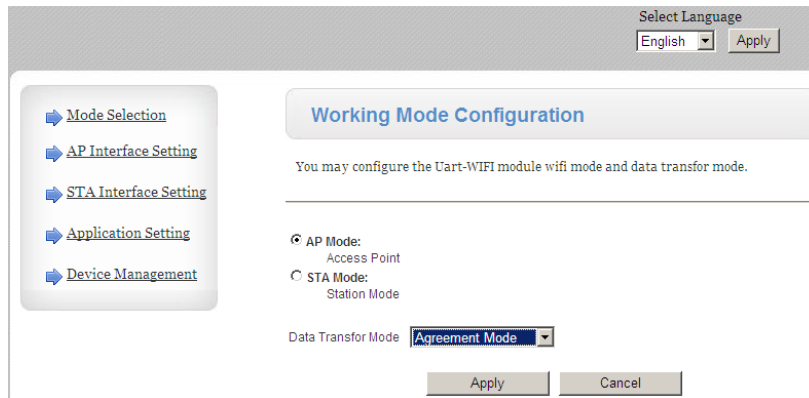 Select Language
English
Apply
Mode Selection
AP Interface Setting
STA Interface Setting
Application Setting
Device Management
Working Mode Configuration
You may configure the Uart-WIFI module wifi mode and data transfor mode.
AP Mode:
Access Point
STA Mode:
Station Mode
Data Transfor Mode Agreement Mode
Apply Cancel